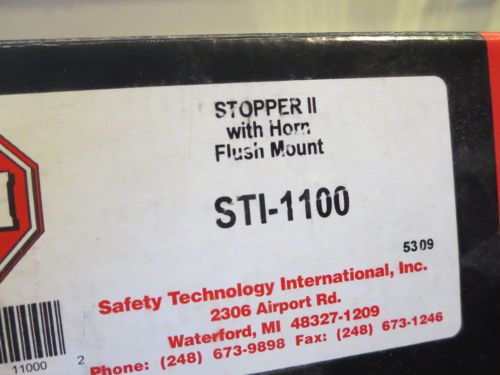 STOPPER II
with Horn
Flush Mount
STI-1100
5309
Safety Technology International, Inc.
2306 Airport Rd.
Waterford, MI 48327-1209
Phone: (248) 673-9898 Fax: (248) 673-1246
11000 2